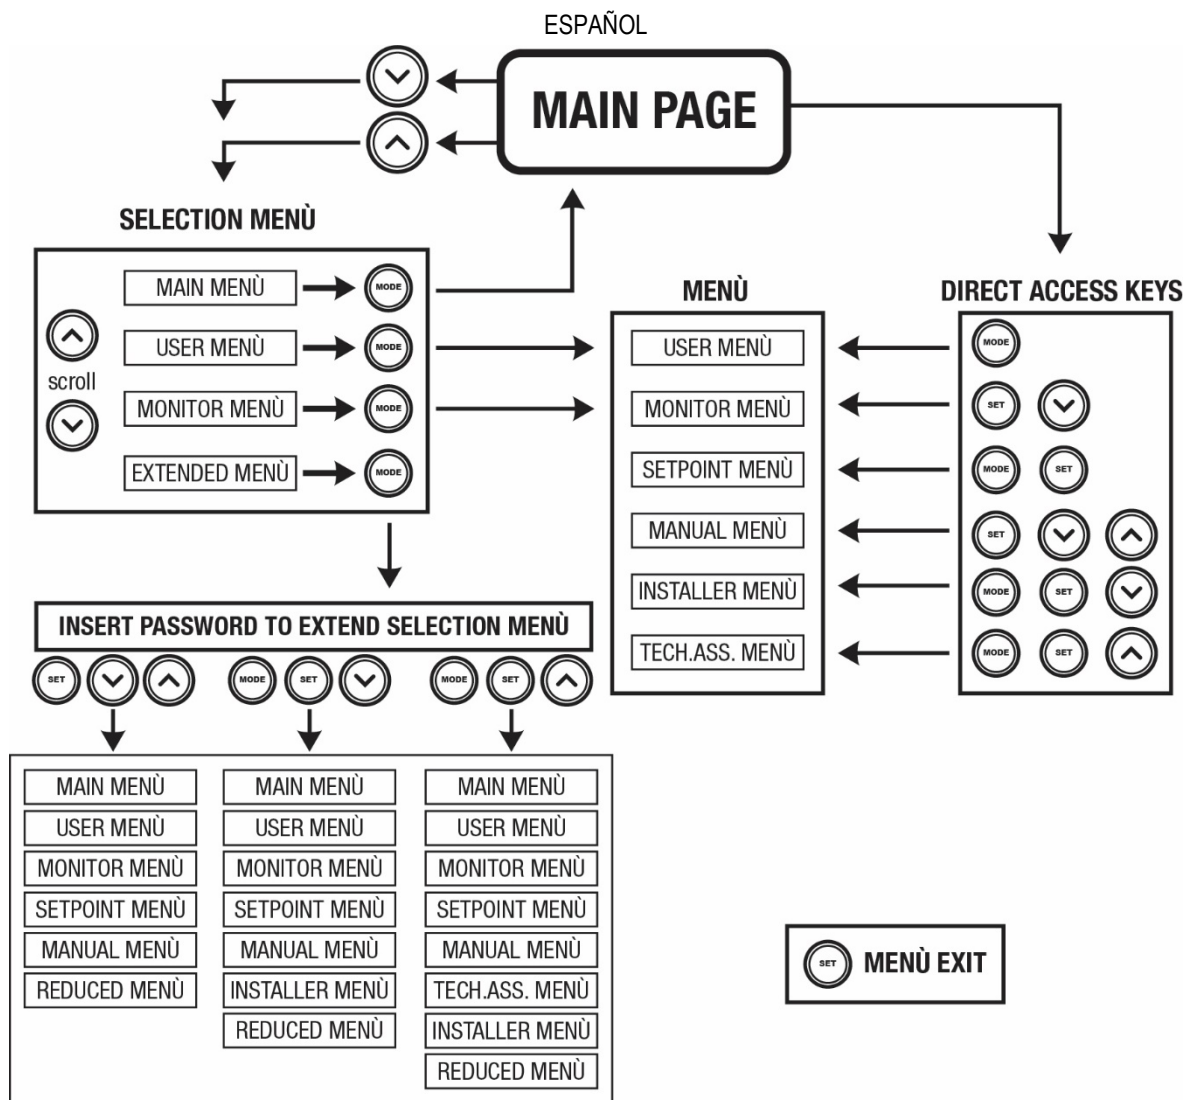 ESPAÑOL
MAIN PAGE
SELECTION MENÙ
MAIN MENÙ MODE
USER MENÙ MODE
scroll
MONITOR MENÙ MODE
EXTENDED MENÙ MODE
MENÙ
USER MENÙ
MONITOR MENÙ
SETPOINT MENÙ
MANUAL MENÙ
INSTALLER MENÙ
TECH.ASS. MENÙ
DIRECT ACCESS KEYS
MODE
SET
MODE SET
SET
MODE SET
MODE SET
INSERT PASSWORD TO EXTEND SELECTION MENÙ
SET MODE SET MODE SET
MAIN MENÙ
USER MENÙ
MONITOR MENÙ
SETPOINT MENÙ
MANUAL MENÙ
REDUCED MENÙ
MAIN MENÙ
USER MENÙ
MONITOR MENÙ
SETPOINT MENÙ
MANUAL MENÙ
INSTALLER MENÙ
REDUCED MENÙ
MAIN MENÙ
USER MENÙ
MONITOR MENÙ
SETPOINT MENÙ
MANUAL MENÙ
TECH.ASS. MENÙ
INSTALLER MENÙ
REDUCED MENÙ
SET MENÙ EXIT